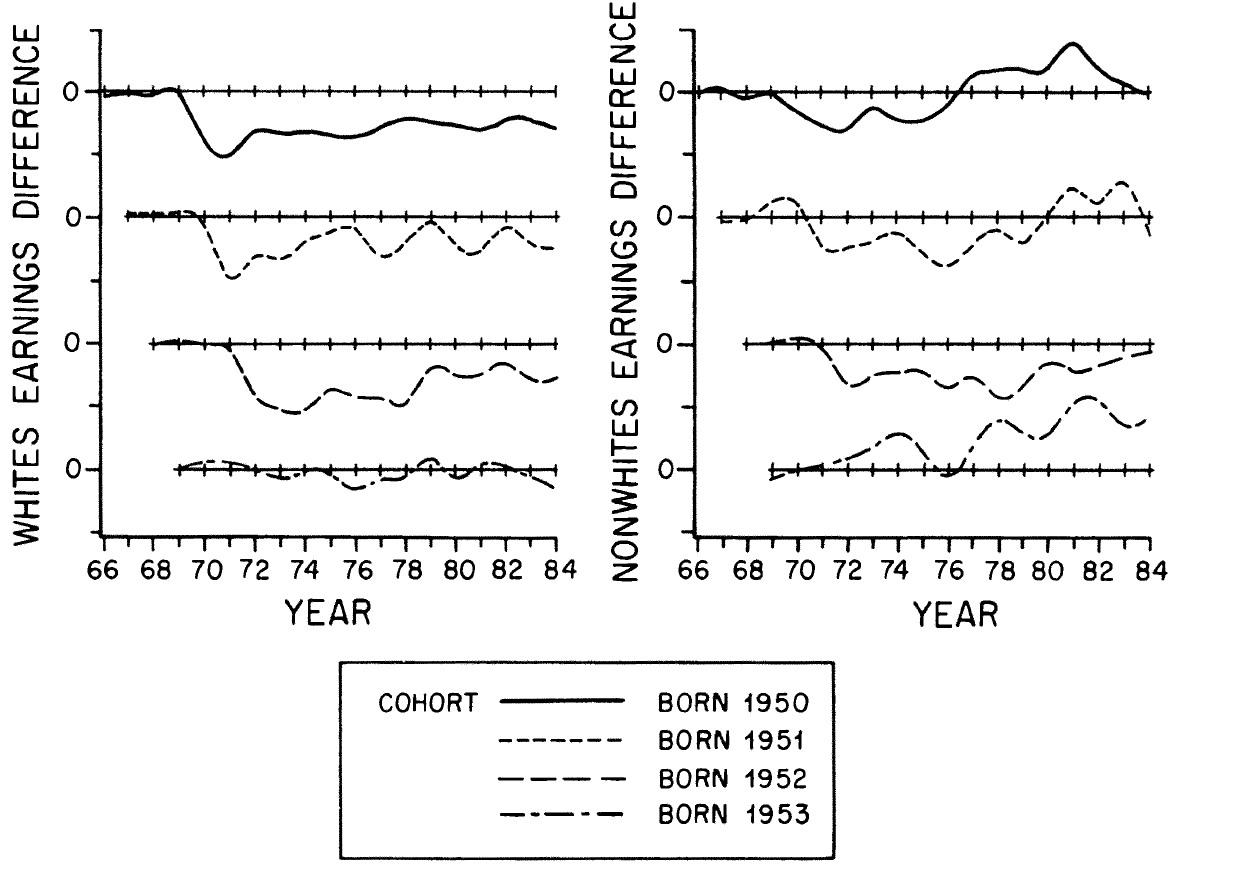 WHITES EARNINGS DIFFERENCE
0
0
0
0
66 68 70 72 74 76 78 80 82 84
YEAR
NONWHITES EARNINGS DIFFERENCE
0
0
0
0
66 68 70 72 74 76 78 80 82 84
YEAR
COHORT BORN 1950
BORN 1951
BORN 1952
BORN 1953